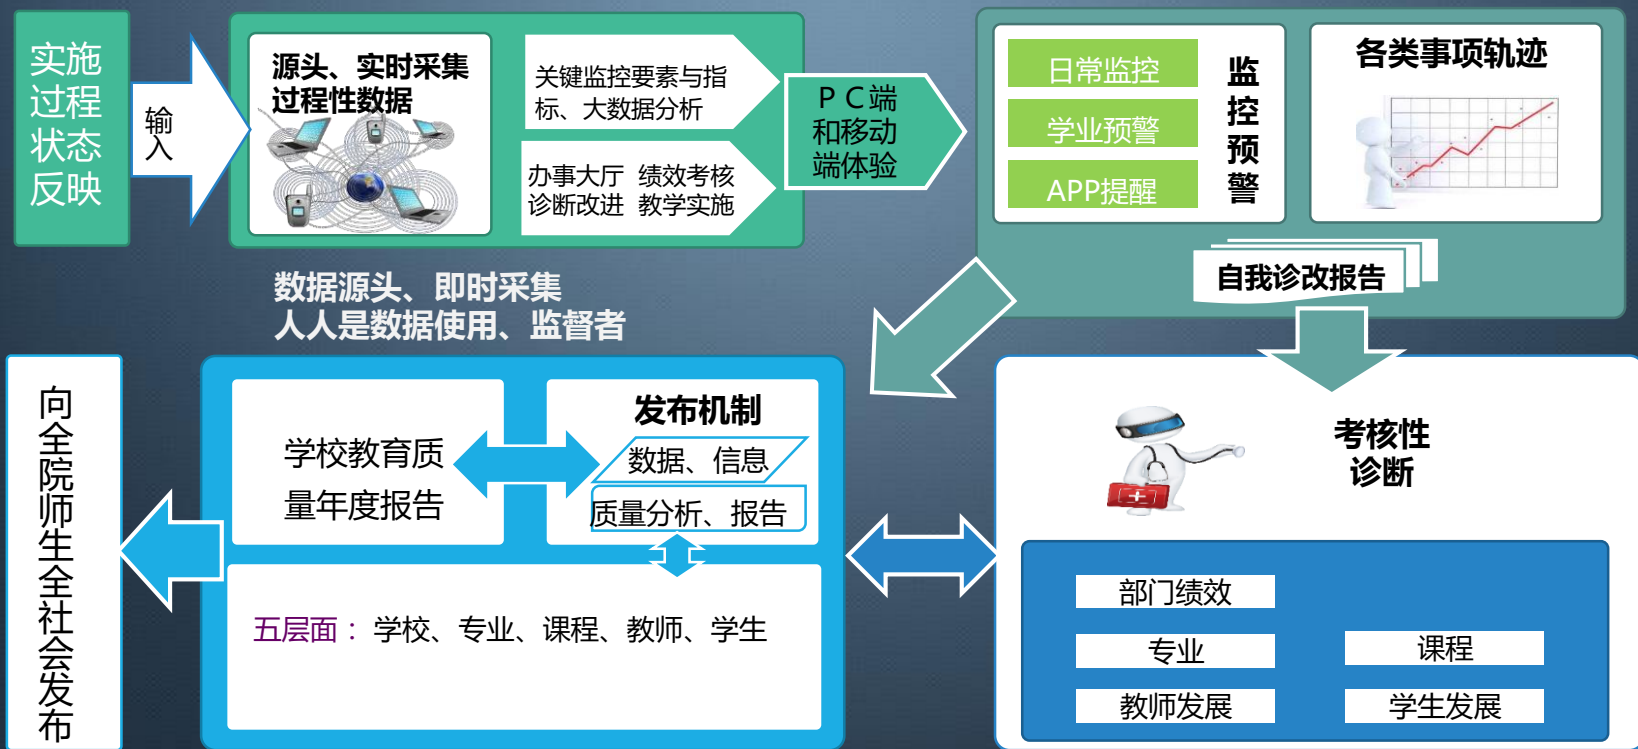 实施
过程
状态
反映
输
入
源头、实时采集
过程性数据
关键监控要素与指
标、大数据分析
办事大厅 绩效考核
诊断改进 教学实施
PC端
和移动
端体验
日常监控
学业预警
APP提醒
监
控
预
警
各类事项轨迹
自我诊改报告
数据源头、即时采集
人人是数据使用、监督者
向
全
院
师
生
全
社
会
发
布
学校教育质
量年度报告
发布机制
数据、信息
质量分析、报告
五层面：学校、专业、课程、教师、学生
考核性
诊断
部门绩效
专业
课程
教师发展
学生发展